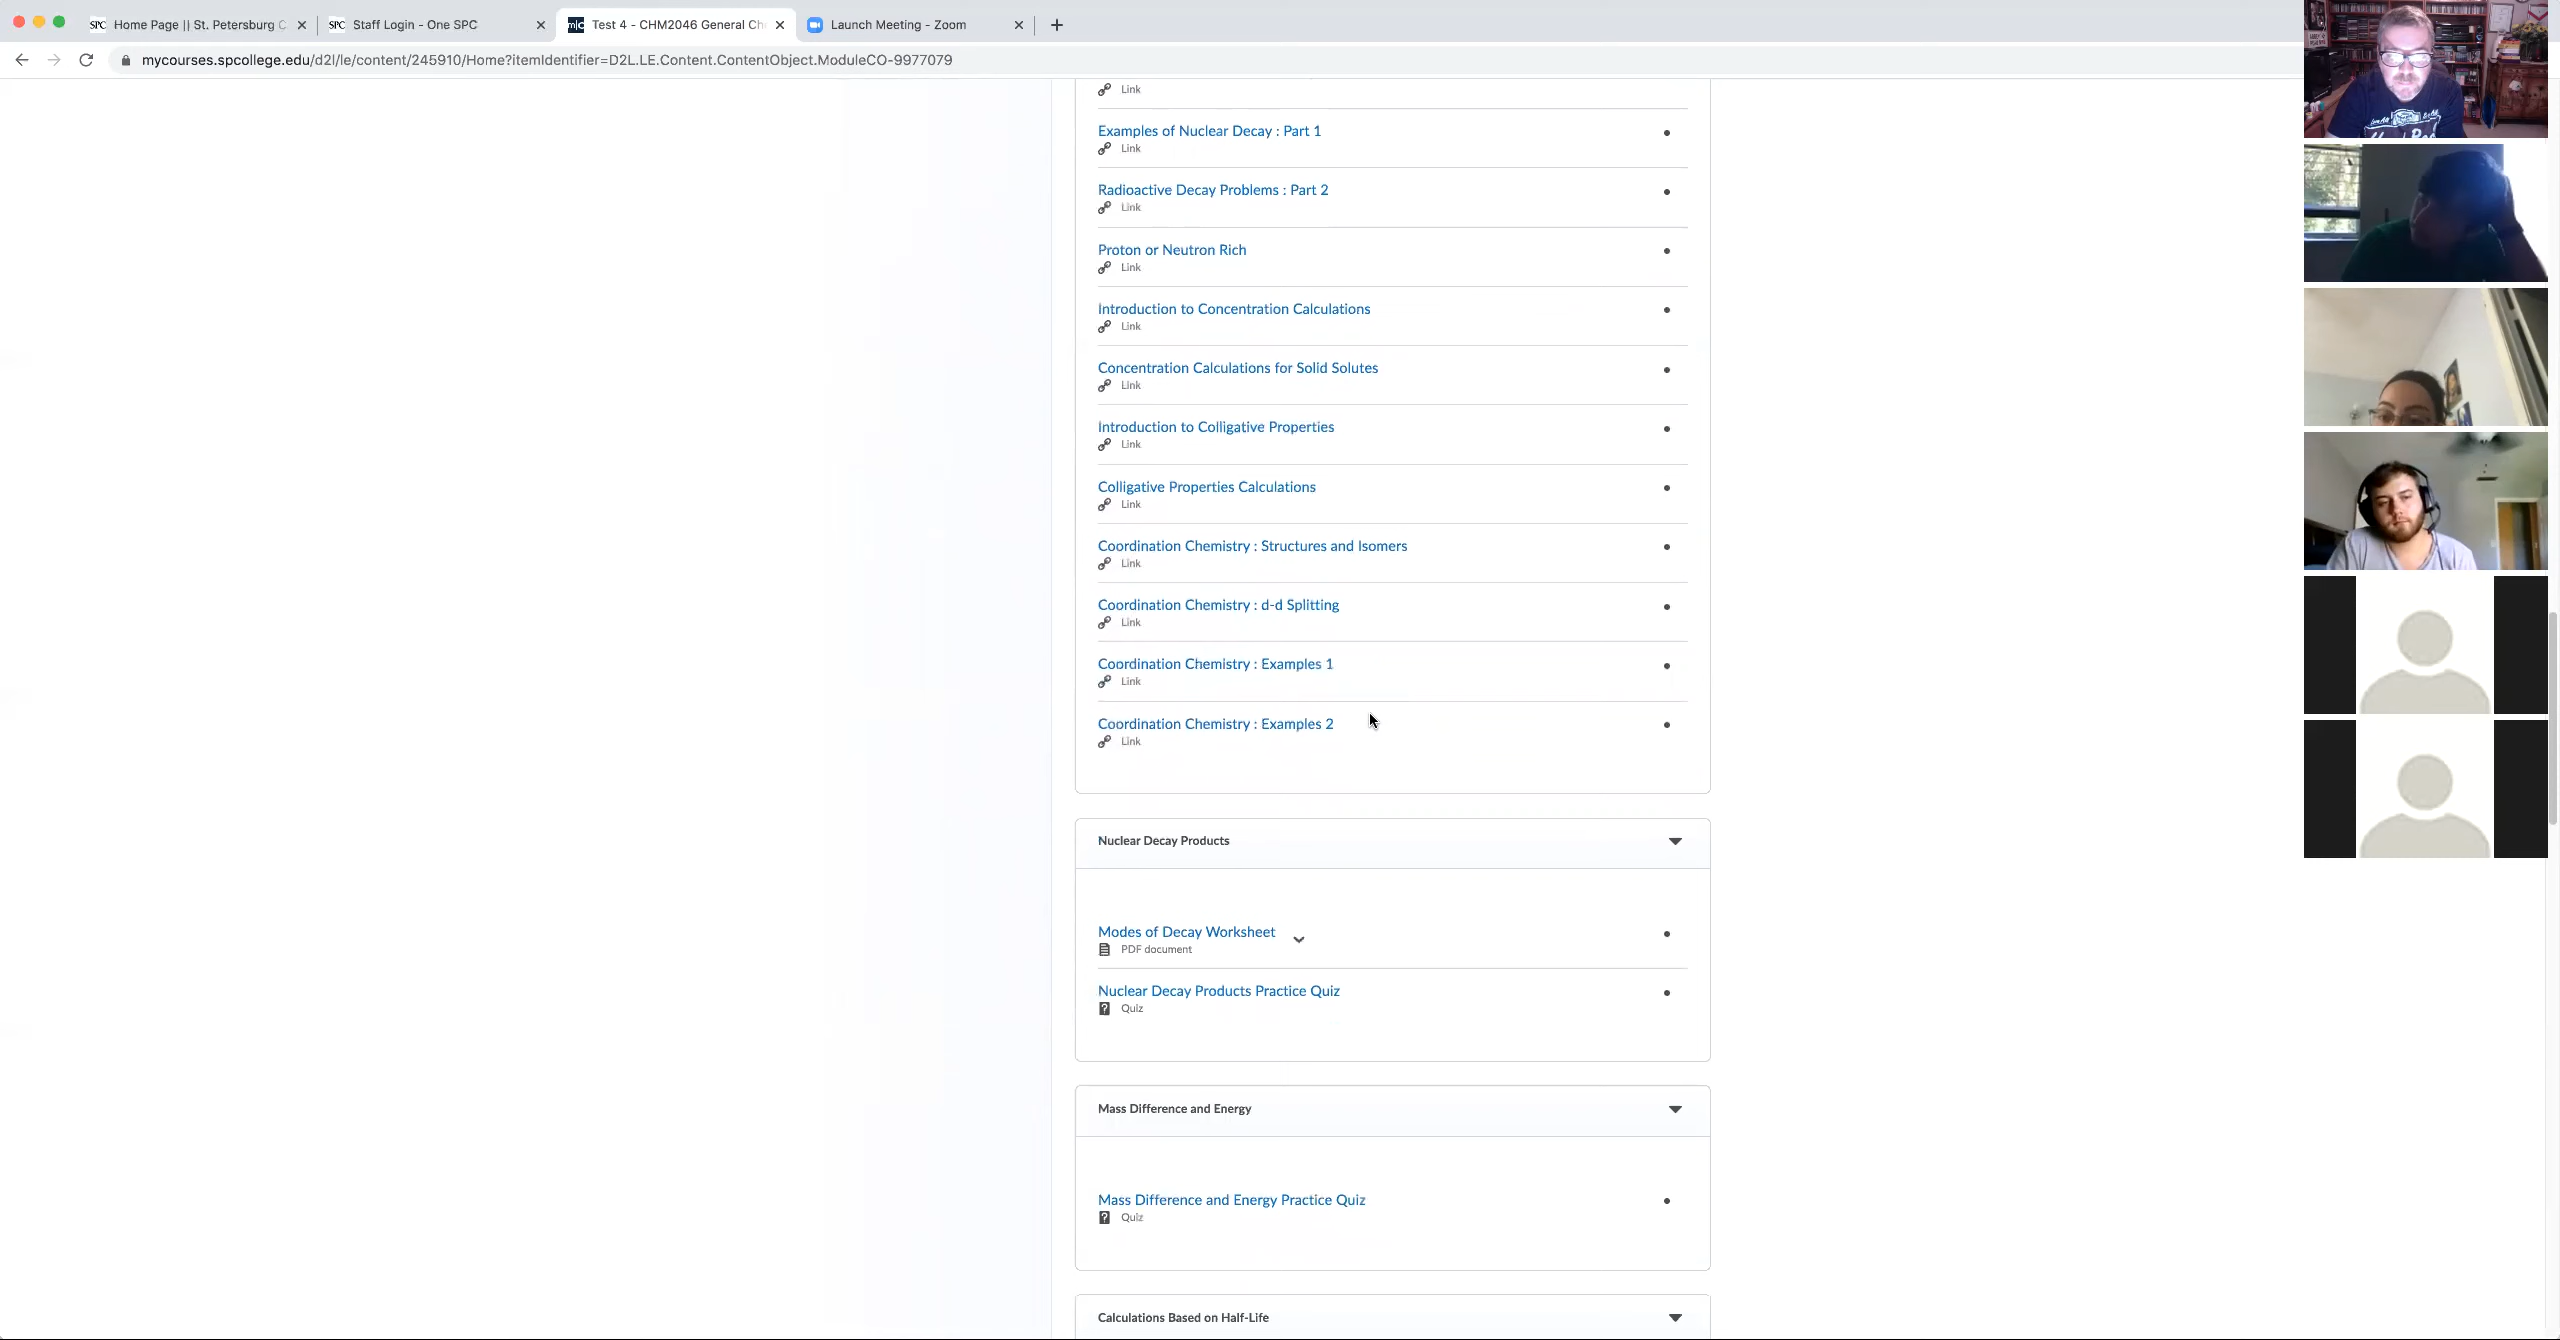 SPC Home Page || St. Petersburg C
SPC Staff Login - One SPC
m|c Test 4 - CHM2046 General Ch
Launch Meeting - Zoom
mycourses.spcollege.edu/d2l/le/content/245910/Home?itemIdentifier=D2L.LE.Content.ContentObject.ModuleCO-9977079
Link
Examples of Nuclear Decay : Part 1
Link
Radioactive Decay Problems : Part 2
Link
Proton or Neutron Rich
Link
Introduction to Concentration Calculations
Link
Concentration Calculations for Solid Solutes
Link
Introduction to Colligative Properties
Link
Colligative Properties Calculations
Link
Coordination Chemistry : Structures and Isomers
Link
Coordination Chemistry : d-d Splitting
Link
Coordination Chemistry : Examples 1
Link
Coordination Chemistry : Examples 2
Link
Nuclear Decay Products
Modes of Decay Worksheet
PDF document
Nuclear Decay Products Practice Quiz
Quiz
Mass Difference and Energy
Mass Difference and Energy Practice Quiz
Quiz
Calculations Based on Half-Life